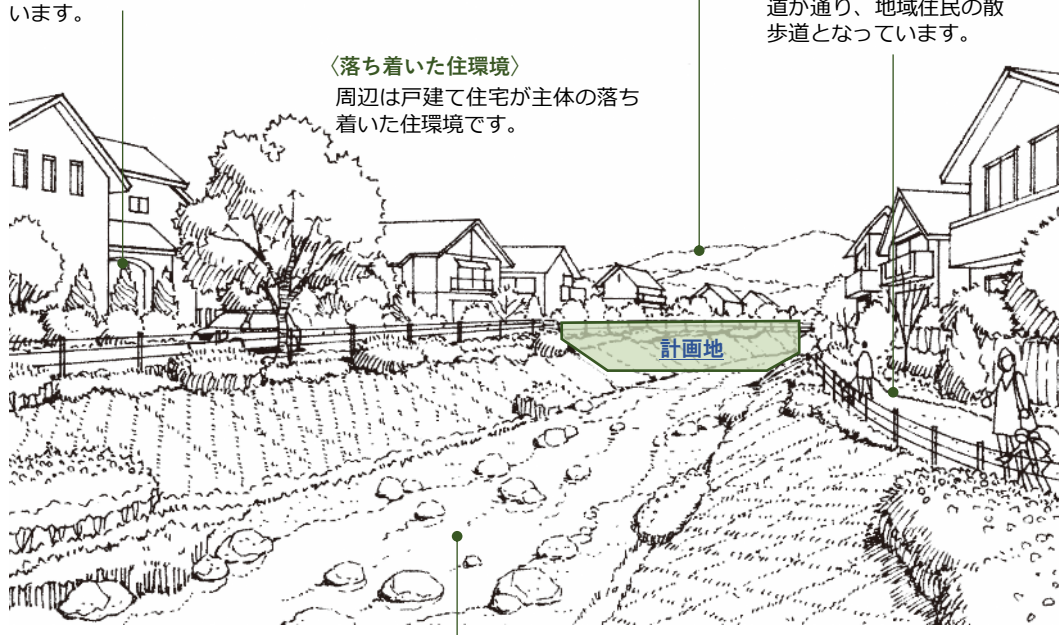 います。
道が通り、地域住民の散
歩道となっています。
〈落ち着いた住環境〉
周辺は戸建て住宅が主体の落ち
着いた住環境です。
計画地